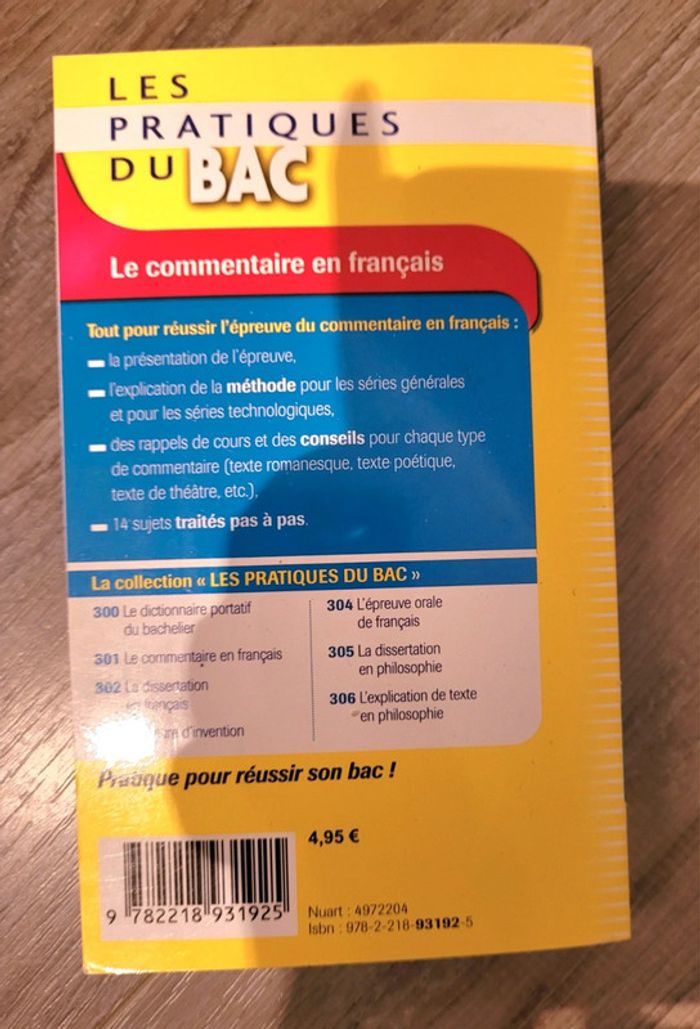 LES
PRATIQUES
DU BAC
Le commentaire en français
Tout pour réussir l'épreuve du commentaire en français :
la présentation de l'épreuve,
l'explication de la méthode pour les séries générales
et pour les séries technologiques,
des rappels de cours et des conseils pour chaque type
de commentaire (texte romanesque, texte poétique,
texte de théâtre, etc.),
14 sujets traités pas à pas.
La collection « LES PRATIQUES DU BAC »
300 Le dictionnaire portatif
du bachelier
301 Le commentaire en français
302 La dissertation
en français
d'invention
304 L'épreuve orale
de français
305 La dissertation
en philosophie
306 L'explication de texte
en philosophie
Pratique pour réussir son bac !
4,95 €
9 782218 931925
Nuart : 4972204
Isbn : 978-2-218-93192-5